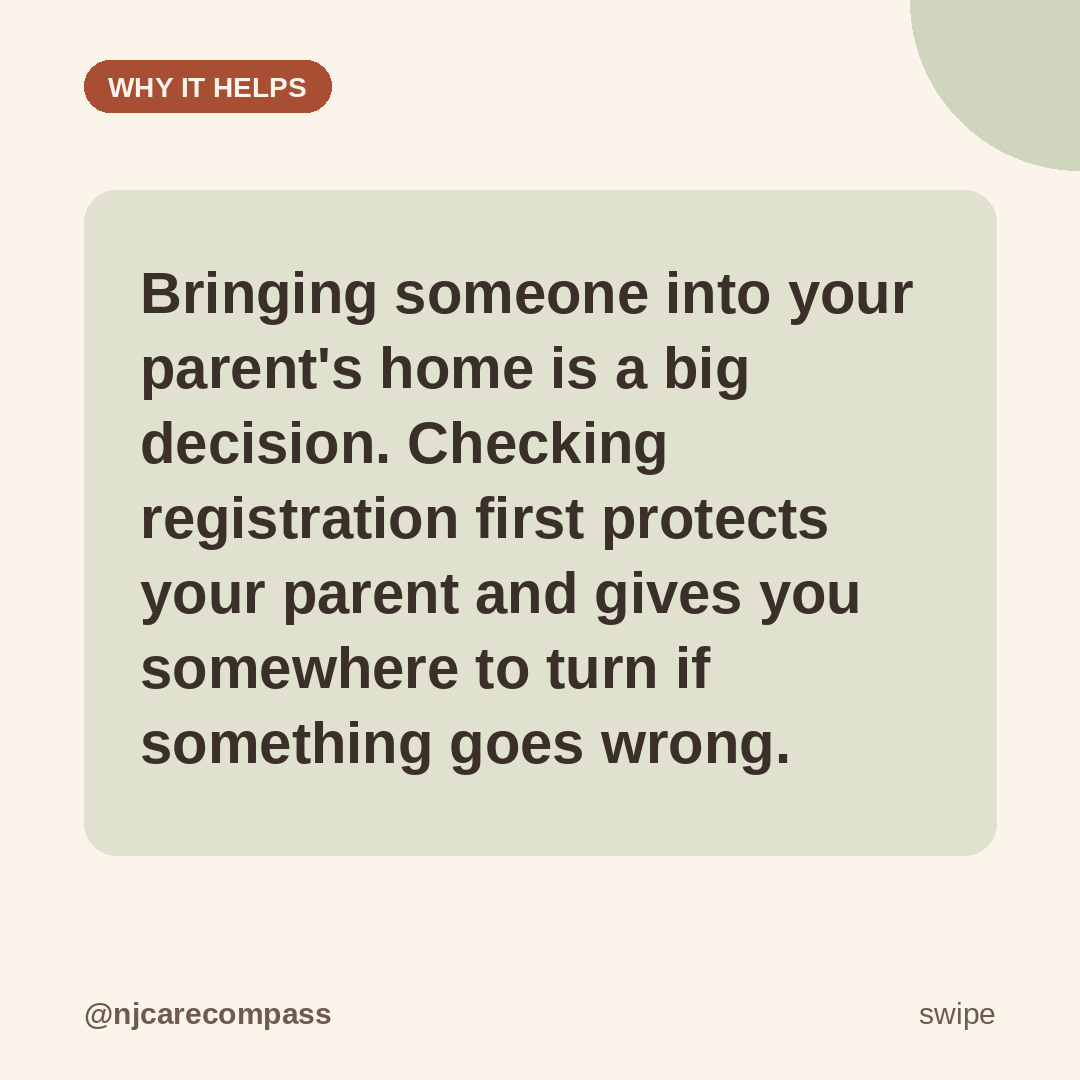 WHY IT HELPS
Bringing someone into your
parent's home is a big
decision. Checking
registration first protects
your parent and gives you
somewhere to turn if
something goes wrong.
@njcarecompass
swipe